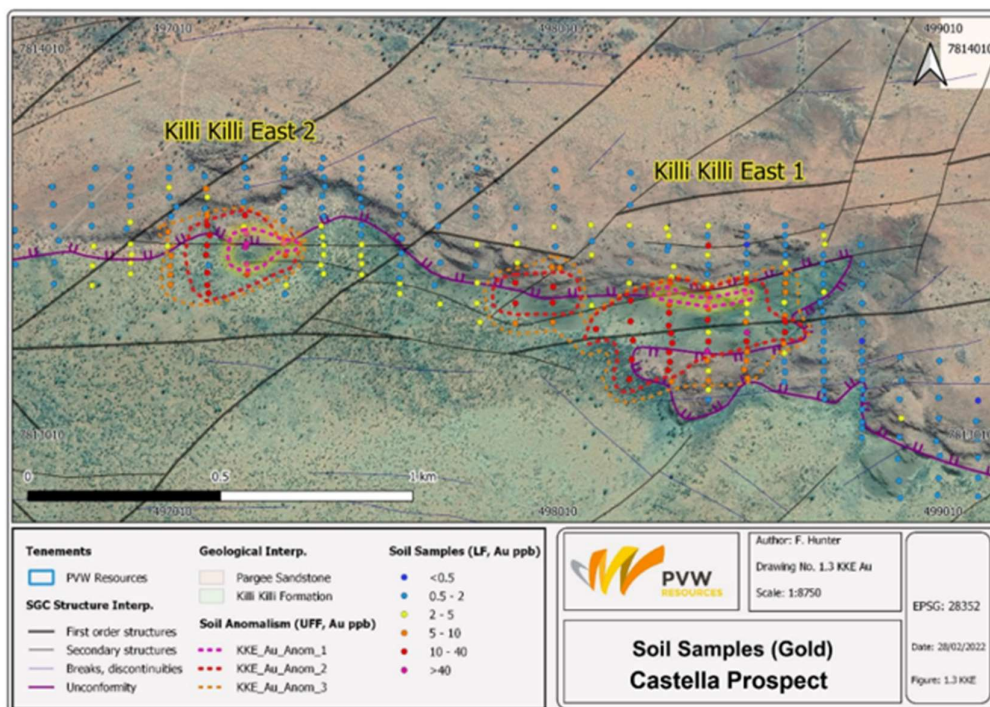 497010
498010
499010
7814010
7814010
Killi Killi East 2
Killi Killi East 1
7813010
7813010
0
0.5
1 km
497010
498010
499010
Tenements
PVW Resources
SGC Structure Interp.
First order structures
Secondary structures
Breaks, discontinuities
Unconformity
Geological Interp.
Pargee Sandstone
Killi Killi Formation
Soil Anomalism (UFF, Au ppb)
KKE_Au_Anom_1
KKE_Au_Anom_2
KKE_Au_Anom_3
Soil Samples (LF, Au ppb)
<0.5
0.5 - 2
2 - 5
5 - 10
10 - 40
>40
PVW
RESOURCES
Author: F. Hunter
Drawing No. 1.3 KKE Au
Scale: 1:8750
Soil Samples (Gold)
Castella Prospect
EPSG: 28352
Date: 28/02/2022
Figure: 1.3 KKE